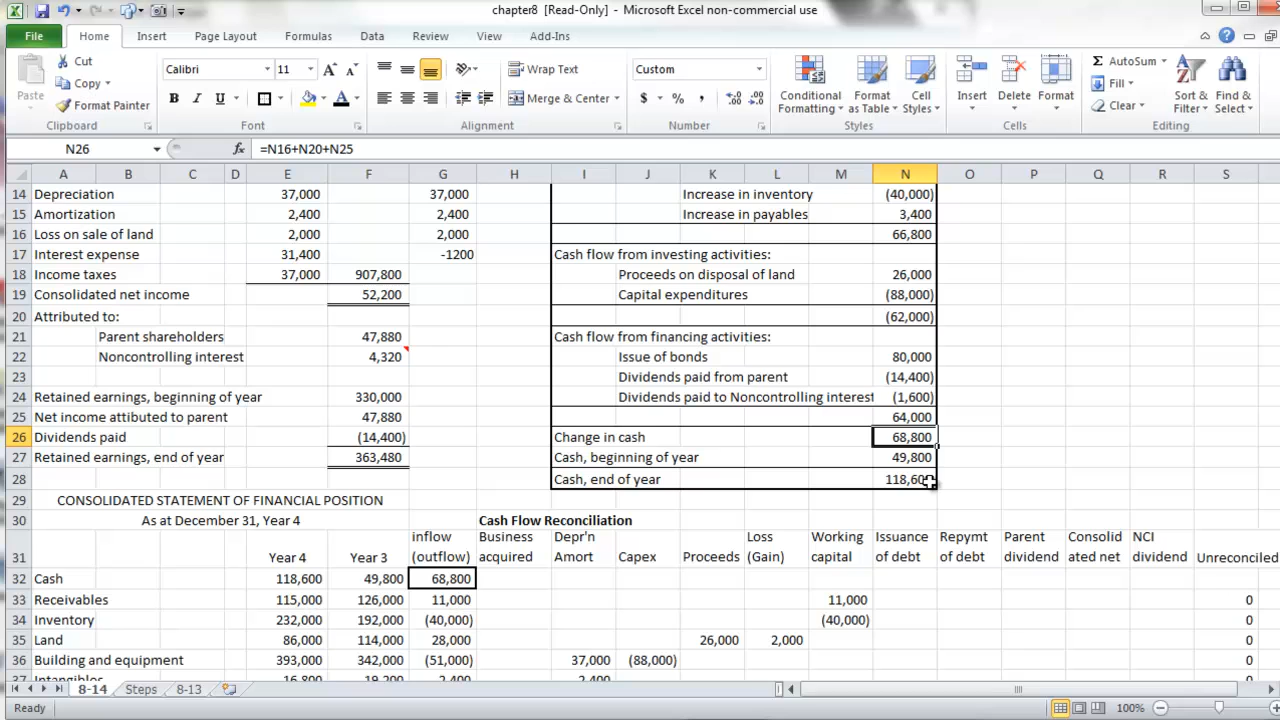 chapter8 [Read-Only] - Microsoft Excel non-commercial use
File Home Insert Page Layout Formulas Data Review View Add-Ins
Paste Cut Copy Format Painter Clipboard
Calibri 11 B I U Font
Wrap Text Merge & Center Alignment
Custom $ % , Number
Conditional Formatting Format as Table Cell Styles Styles
Insert Delete Format Cells
Σ AutoSum Fill Clear Sort & Filter Find & Select Editing
N26 fx =N16+N20+N25
A B C D E F G H I J K L M N O P Q R S
14 Depreciation 37,000 37,000 Increase in inventory (40,000)
15 Amortization 2,400 2,400 Increase in payables 3,400
16 Loss on sale of land 2,000 2,000 66,800
17 Interest expense 31,400 -1200 Cash flow from investing activities:
18 Income taxes 37,000 907,800 Proceeds on disposal of land 26,000
19 Consolidated net income 52,200 Capital expenditures (88,000)
20 Attributed to: (62,000)
21 Parent shareholders 47,880 Cash flow from financing activities:
22 Noncontrolling interest 4,320 Issue of bonds 80,000
23 Dividends paid from parent (14,400)
24 Retained earnings, beginning of year 330,000 Dividends paid to Noncontrolling interest (1,600)
25 Net income attibuted to parent 47,880 64,000
26 Dividends paid (14,400) Change in cash 68,800
27 Retained earnings, end of year 363,480 Cash, beginning of year 49,800
28 Cash, end of year
29 CONSOLIDATED STATEMENT OF FINANCIAL POSITION
30 As at December 31, Year 4 Cash Flow Reconciliation
31 Year 4 Year 3 inflow (outflow) Business acquired Depr'n Amort Capex Proceeds Loss (Gain) Working capital Issuance of debt Repymt of debt Parent dividend Consolid ated net NCI dividend Unreconciled
32 Cash 118,600 49,800 68,800
33 Receivables 115,000 126,000 11,000 11,000 0
34 Inventory 232,000 192,000 (40,000) (40,000) 0
35 Land 86,000 114,000 28,000 26,000 2,000 0
36 Building and equipment 393,000 342,000 (51,000) 37,000 (88,000) 0
8-14 Steps 8-13
Ready 100%